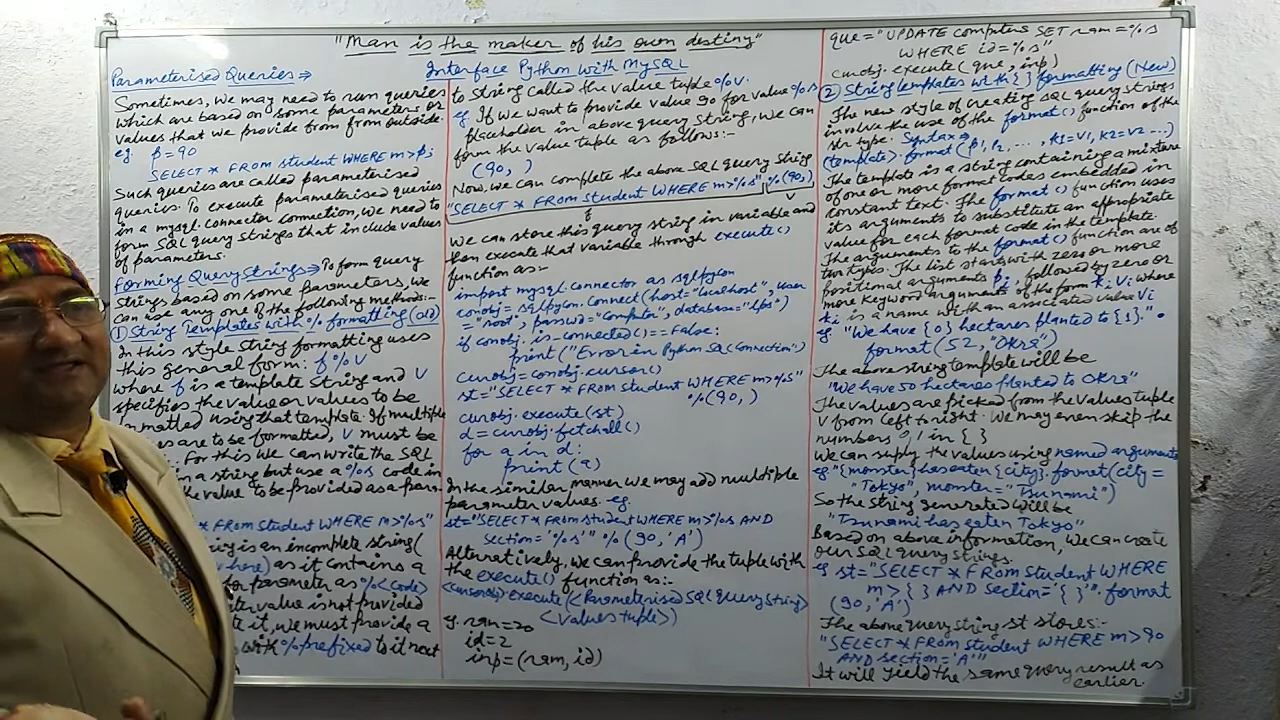 "Man is the maker of his own destiny"
Interface Python with MySQL
Parameterised Queries ⇒
Sometimes, we may need to run queries
which are based on some parameters or
values that we provide from from outside.
eg. p=90
SELECT * FROM student WHERE m>p;
Such queries are called parameterised
queries. To execute parameterised queries
in a mysql connector connection, we need to
form SQL query strings that include values
of parameters.
Forming Query Strings ⇒ To form query
strings based on some parameters, we
can use any one of the following methods:-
① String Templates with % formatting (old)
In this style string formatting uses
this general form: f % v
where f is a template string and v
specifies the value or values to be
formatted using that template. If multiple
are to be formatted, v must be
. For this we can write the SQL
in a string but use a %s code in
the value to be provided as a para-
* FROM student WHERE m>%s"
is an incomplete string (
here) as it contains a
for parameter as %<code>
value is not provided
it, we must provide a
with % prefixed to it next
to string called the value tuple % v.
eg If we want to provide value 90 for value %s
placeholder in above query string, we can
form the value tuple as follows:-
(90, )
Now, we can complete the above SQL query string
"SELECT * FROM student WHERE m>%s" % (90,)
f v
We can store this query string in variable and
then execute that variable through execute()
function as:-
import mysql.connector as sqlpylon
conobj=sqlpylon.connect(host="localhost", user
="root", passwd="Computer", database="lps")
if conobj.is-connected()==False:
print("Error in Python SQL Connection")
curobj=conobj.cursor()
st="SELECT * FROM student WHERE m>%s"
%(90, )
curobj.execute(st)
d=curobj.fetchall()
for a in d:
print(a)
In the similar manner we may add multiple
parameter values. eg.
st="SELECT * FROM student WHERE m>%s AND
section='%s'" % (90,'A')
Alternatively, we can provide the tuple with
the execute() function as:-
<cursorobj>.execute(<Parameterised SQL query string>
<Values tuple>)
eg. ram=20
id=2
inp=(ram, id)
que="UPDATE computers SET ram=%s
WHERE id=%s"
curobj.execute(que, inp)
② String templates with { } formatting (New)
The new style of creating SQL query strings
involve the use of the format() function of the
str type. Syntax ⇒
<template>.format(p1,p2, ..., k1=v1, k2=v2 ...)
The template is a string containing a mixture
of one or more format codes embedded in
constant text. The format() function uses
its arguments to substitute an appropriate
value for each format code in the template.
The arguments to the format() function are of
two types. The list starts with zero or more
positional arguments Pi, followed by zero or
more keyword arguments of the form Ki=Vi where
Ki is a name with an associated value Vi
eg "We have {0} hectares planted to {1}".
format(52, "Okra")
The above string template will be
"We have 50 hectares planted to Okra"
The values are picked from the values tuple
V from left to right. We may even skip the
numbers 0,1 in { }
We can suply the values using named arguments
eg "{monster} has eaten {city}.format(city=
"Tokyo", monster="Tsunami")
So the string generated will be
"Tsunami has eaten Tokyo"
Based on above information, we can create
our SQL query strings.
eg st="SELECT * FROM student WHERE
m>{ } AND section='{ }'". format
(90,'A')
The above query string st stores:-
"SELECT * FROM student WHERE m>90
AND section='A'"
It will yield the same query result as
earlier.